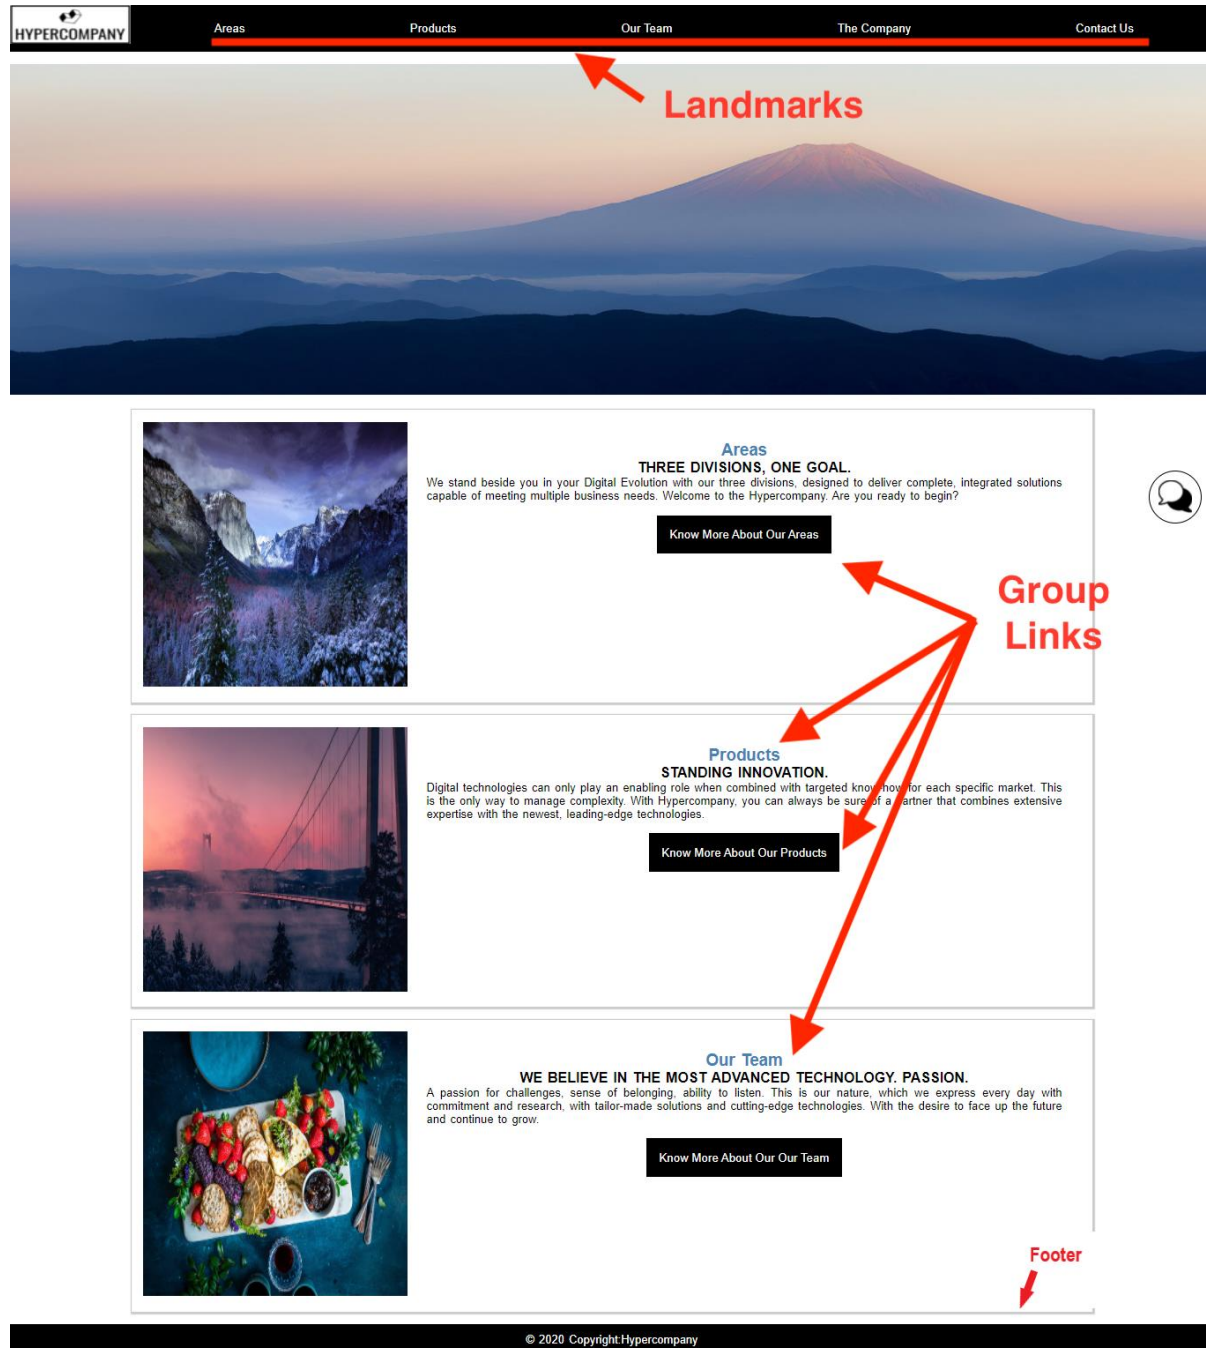 HYPERCOMPANY
Areas Products Our Team The Company Contact Us
Landmarks
Areas
THREE DIVISIONS, ONE GOAL.
We stand beside you in your Digital Evolution with our three divisions, designed to deliver complete, integrated solutions
capable of meeting multiple business needs. Welcome to the Hypercompany. Are you ready to begin?
Know More About Our Areas
Group
Links
Products
STANDING INNOVATION.
Digital technologies can only play an enabling role when combined with targeted know-how for each specific market. This
is the only way to manage complexity. With Hypercompany, you can always be sure of a partner that combines extensive
expertise with the newest, leading-edge technologies.
Know More About Our Products
Our Team
WE BELIEVE IN THE MOST ADVANCED TECHNOLOGY. PASSION.
A passion for challenges, sense of belonging, ability to listen. This is our nature, which we express every day with
commitment and research, with tailor-made solutions and cutting-edge technologies. With the desire to face up the future
and continue to grow.
Know More About Our Our Team
Footer
© 2020 Copyright:Hypercompany